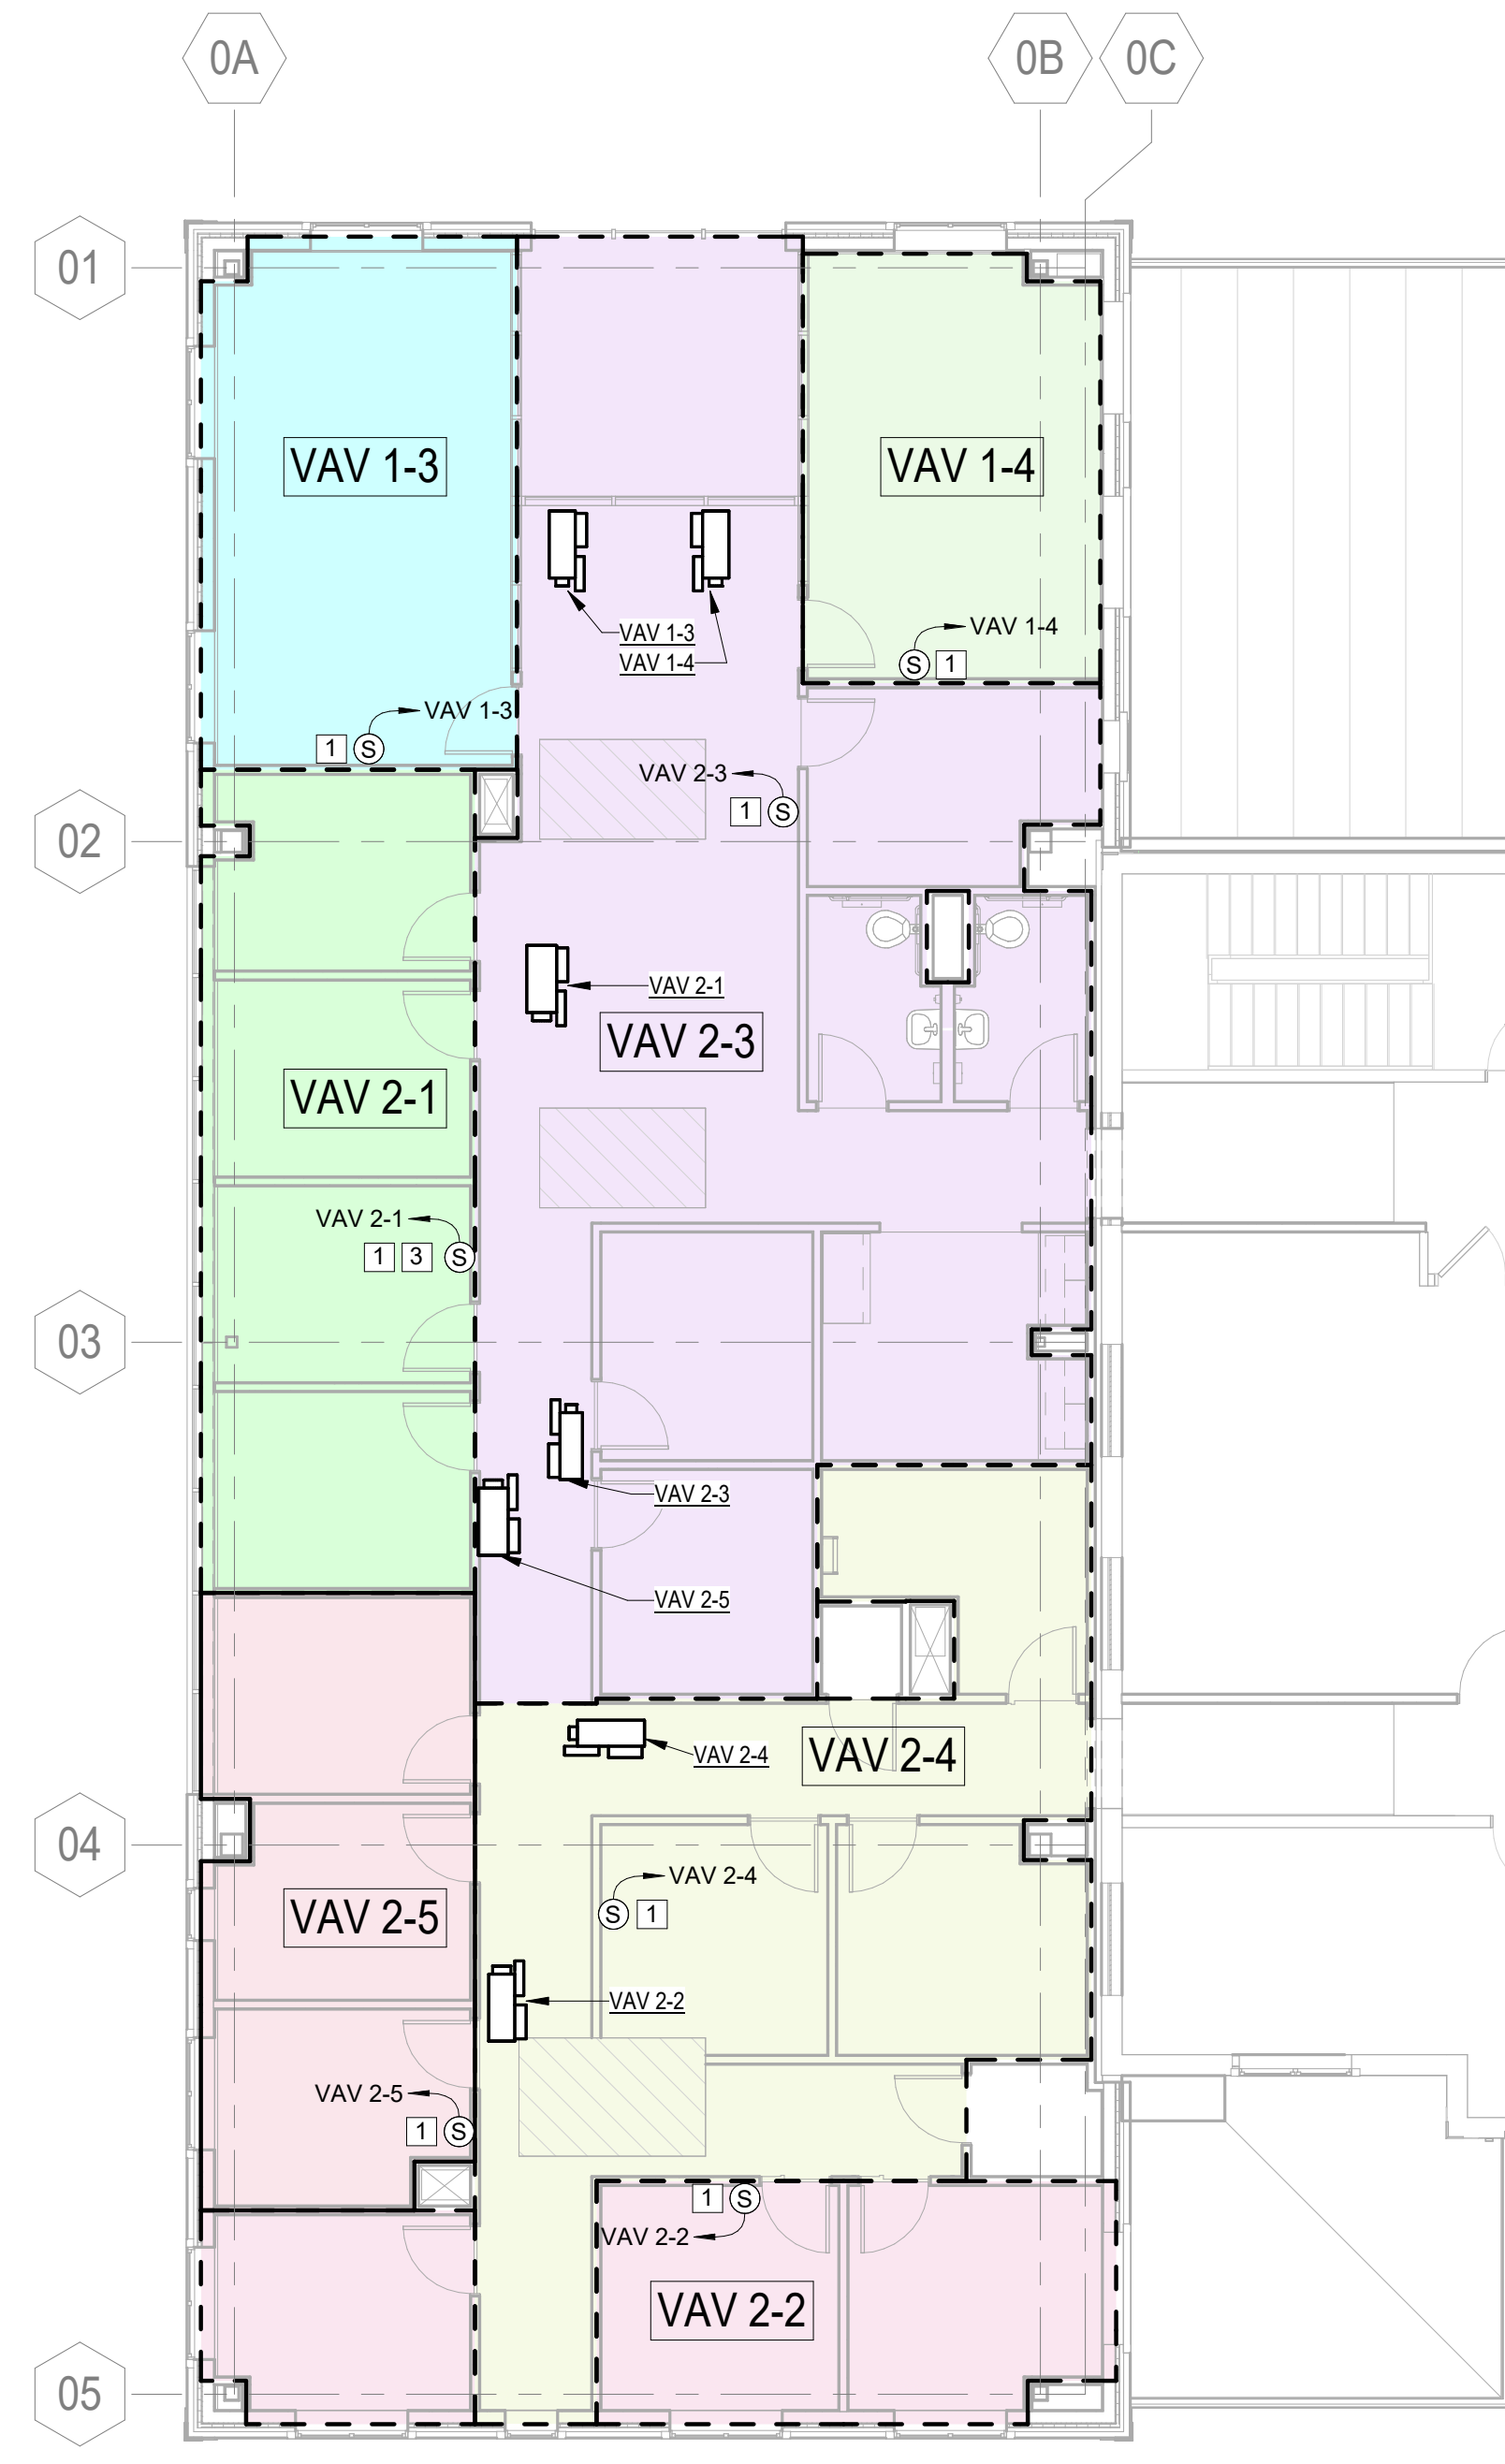 0A
0B
0C
01
VAV 1-3
VAV 1-4
VAV 1-4
S 1
VAV 1-3
VAV 1-4
VAV 1-3
1 S
VAV 2-3
1 S
02
VAV 2-1
VAV 2-3
VAV 2-1
VAV 2-1
1 3 S
03
VAV 2-3
VAV 2-5
VAV 2-4
VAV 2-4
04
VAV 2-4
S 1
VAV 2-5
VAV 2-2
VAV 2-5
1 S
1 S
VAV 2-2
VAV 2-2
05